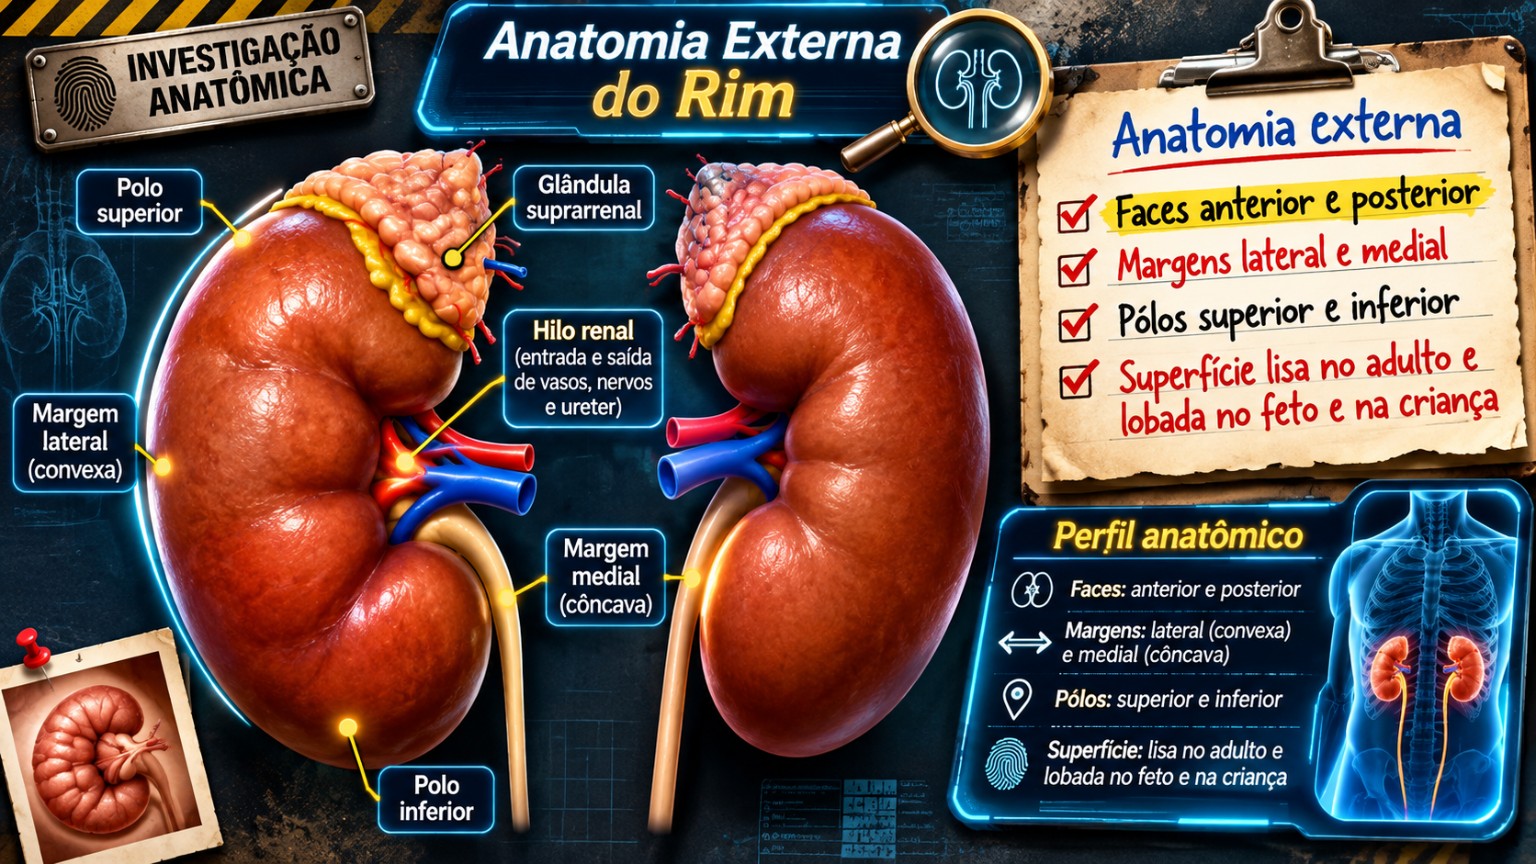 INVESTIGAÇÃO
ANATÔMICA
Anatomia Externa
do Rim
Polo
superior
Glândula
suprarrenal
Hilo renal
(entrada e saída
de vasos, nervos
e ureter)
Margem
lateral
(convexa)
Margem
medial
(côncava)
Polo
inferior
Anatomia externa
Faces anterior e posterior
Margens lateral e medial
Pólos superior e inferior
Superfície lisa no adulto e
lobada no feto e na criança
Perfil anatômico
Faces: anterior e posterior
Margens: lateral (convexa)
e medial (côncava)
Pólos: superior e inferior
Superfície: lisa no adulto e
lobada no feto e na criança